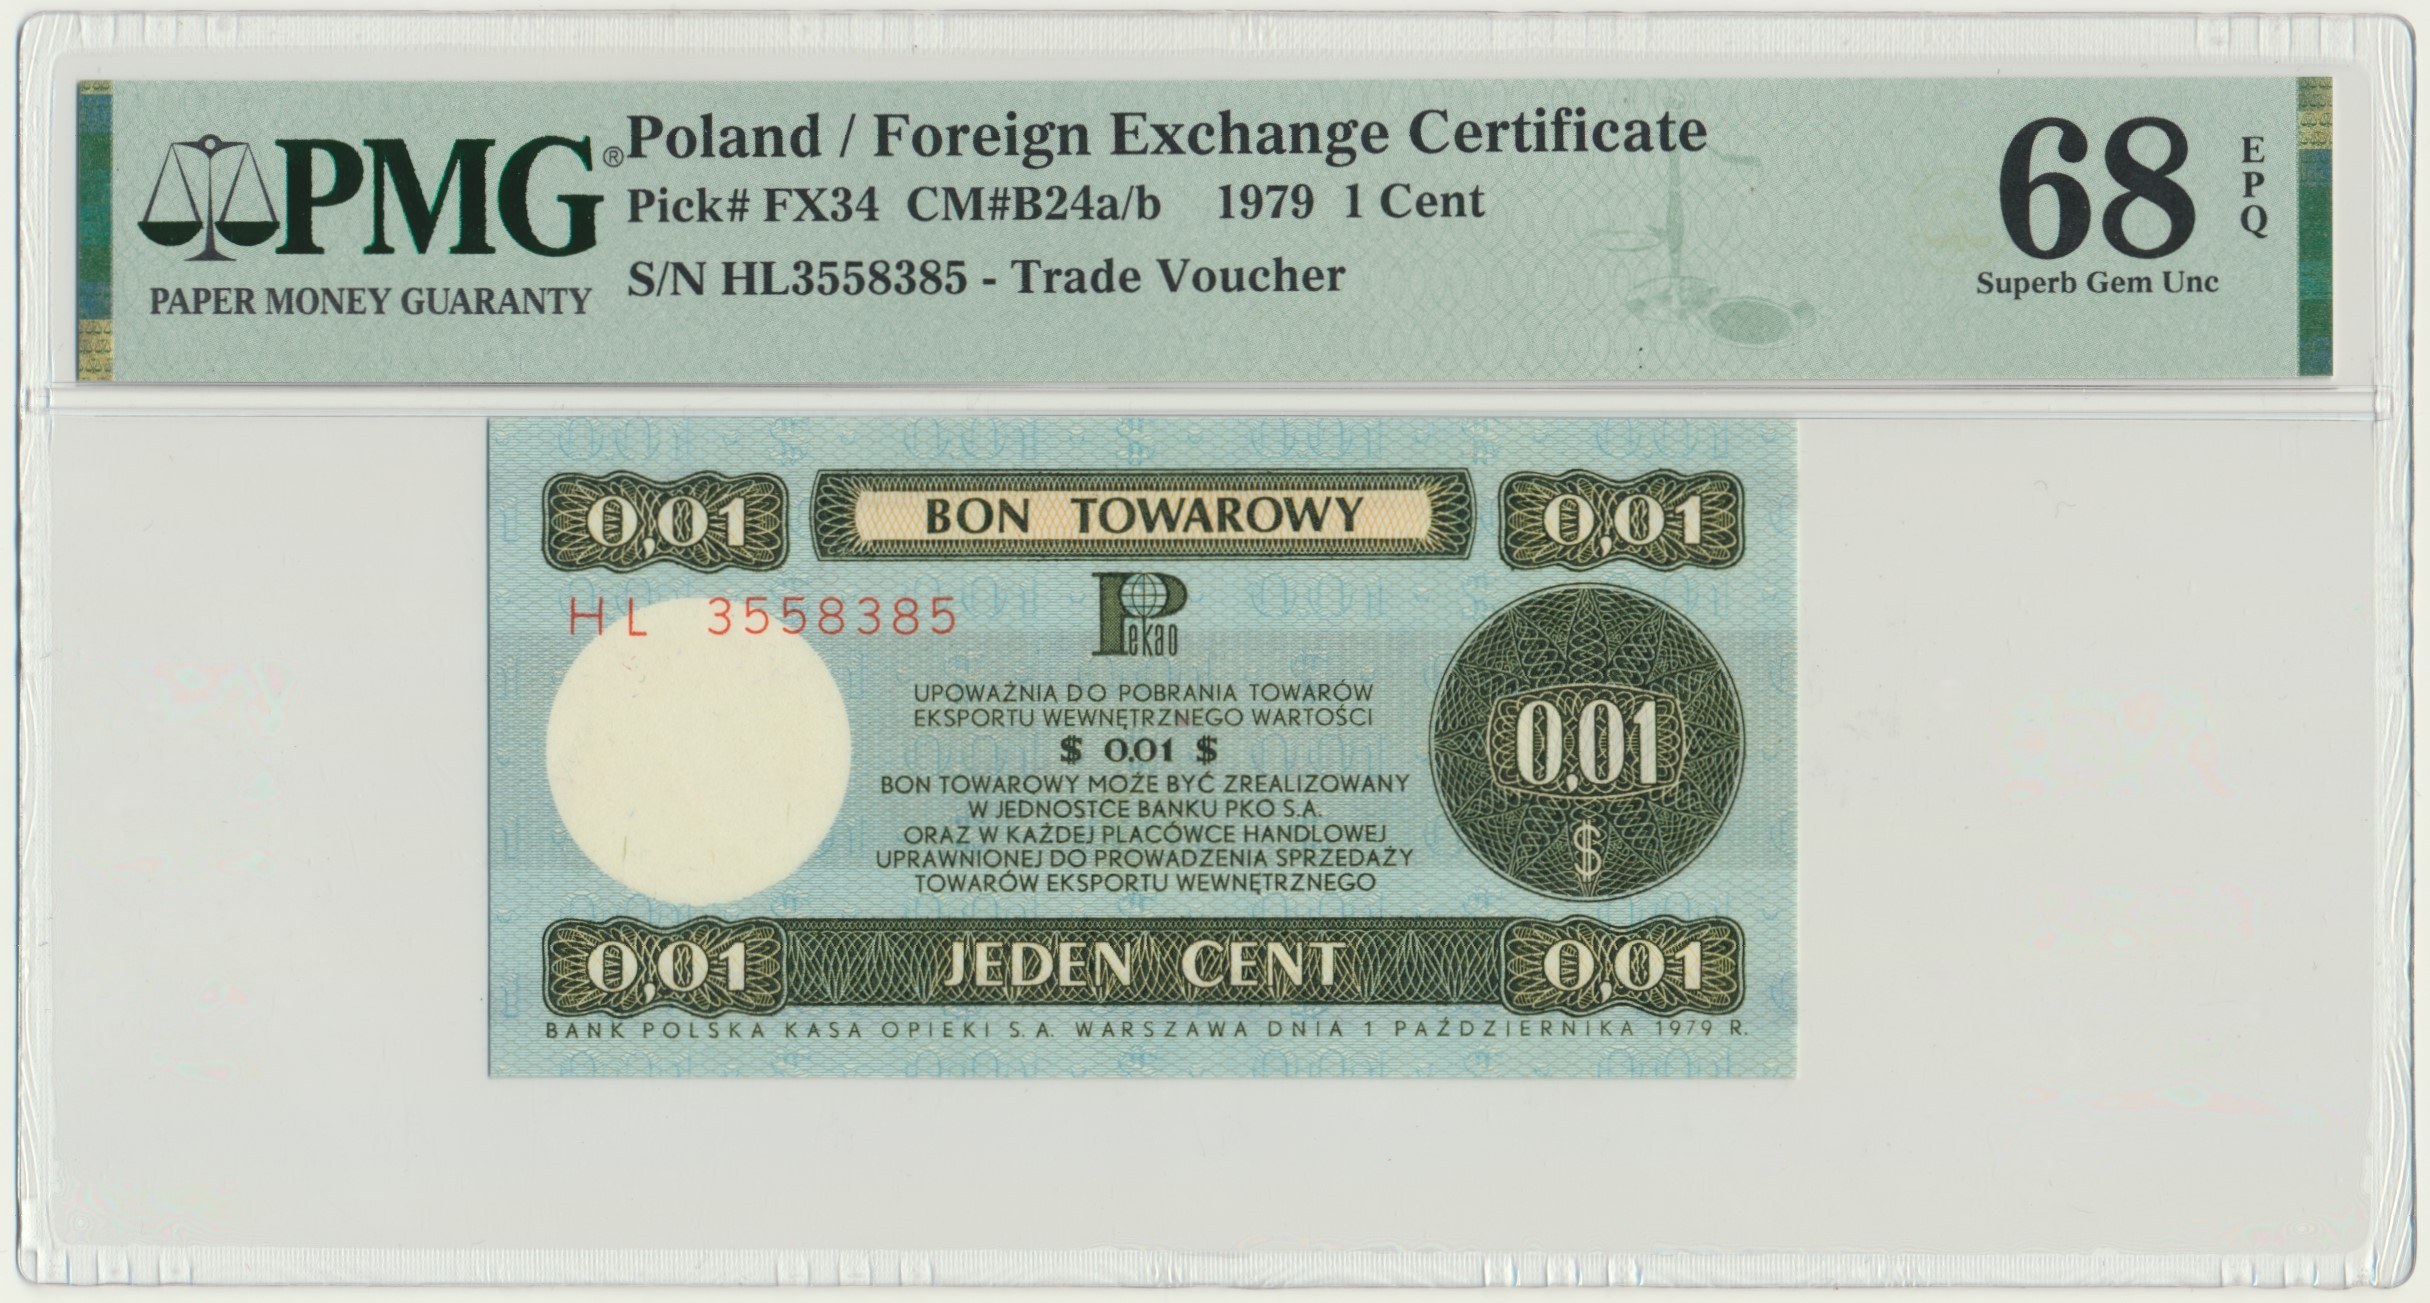 PMG®
PAPER MONEY GUARANTY
Poland / Foreign Exchange Certificate
Pick# FX34 CM#B24a/b 1979 1 Cent
S/N HL3558385 - Trade Voucher
68
EPQ
Superb Gem Unc
0,01 BON TOWAROWY 0,01
HL 3558385
Pekao
UPOWAŻNIA DO POBRANIA TOWARÓW
EKSPORTU WEWNĘTRZNEGO WARTOŚCI
$ 0.01 $
BON TOWAROWY MOŻE BYĆ ZREALIZOWANY
W JEDNOSTCE BANKU PKO S.A.
ORAZ W KAŻDEJ PLACÓWCE HANDLOWEJ
UPRAWNIONEJ DO PROWADZENIA SPRZEDAŻY
TOWARÓW EKSPORTU WEWNĘTRZNEGO
0,01
$
0,01 JEDEN CENT 0,01
BANK POLSKA KASA OPIEKI S.A. WARSZAWA DNIA 1 PAŹDZIERNIKA 1979 R.